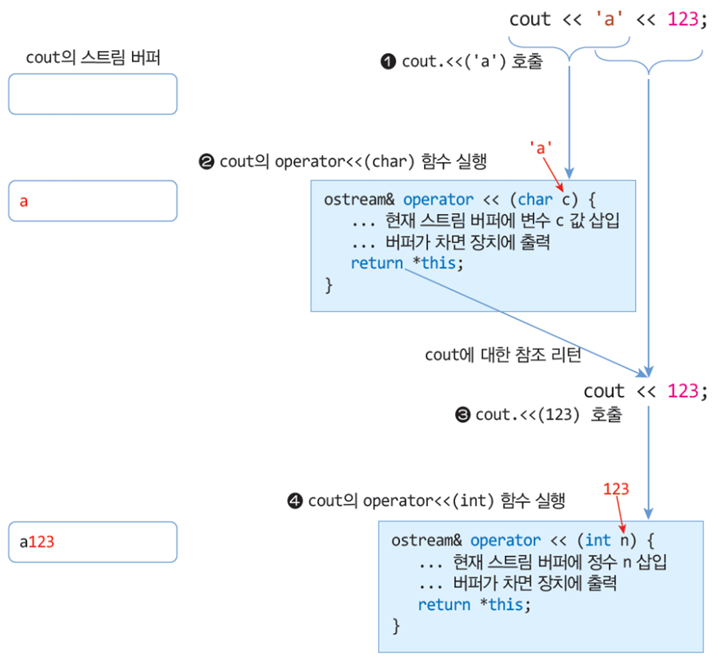 cout << 'a' << 123;
cout의 스트림 버퍼
❶ cout.<<('a') 호출
❷ cout의 operator<<(char) 함수 실행
'a'
a
ostream& operator << (char c) {
... 현재 스트림 버퍼에 변수 c 값 삽입
... 버퍼가 차면 장치에 출력
return *this;
}
cout에 대한 참조 리턴
cout << 123;
❸ cout.<<(123) 호출
❹ cout의 operator<<(int) 함수 실행
123
a123
ostream& operator << (int n) {
... 현재 스트림 버퍼에 정수 n 삽입
... 버퍼가 차면 장치에 출력
return *this;
}